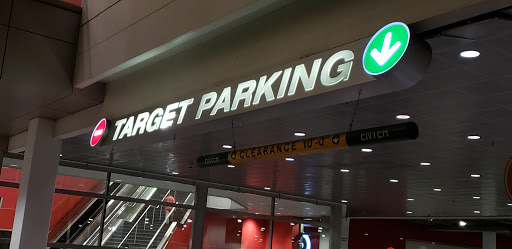 TARGET PARKING
ENTER CLEARANCE 10'-0" ENTER